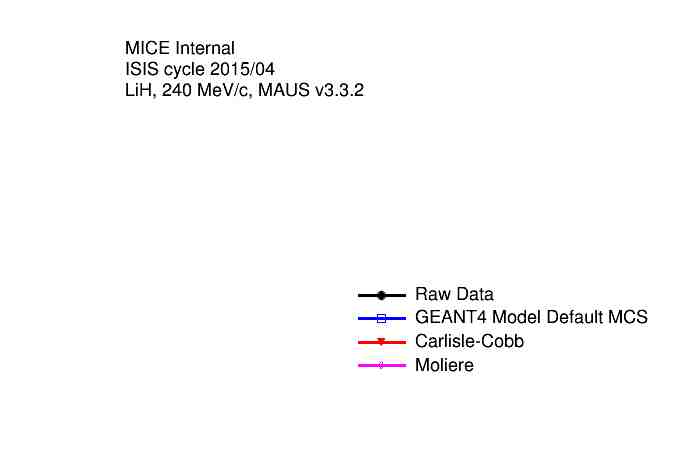 MICE Internal
ISIS cycle 2015/04
LiH, 240 MeV/c, MAUS v3.3.2
Raw Data
GEANT4 Model Default MCS
Carlisle-Cobb
Moliere